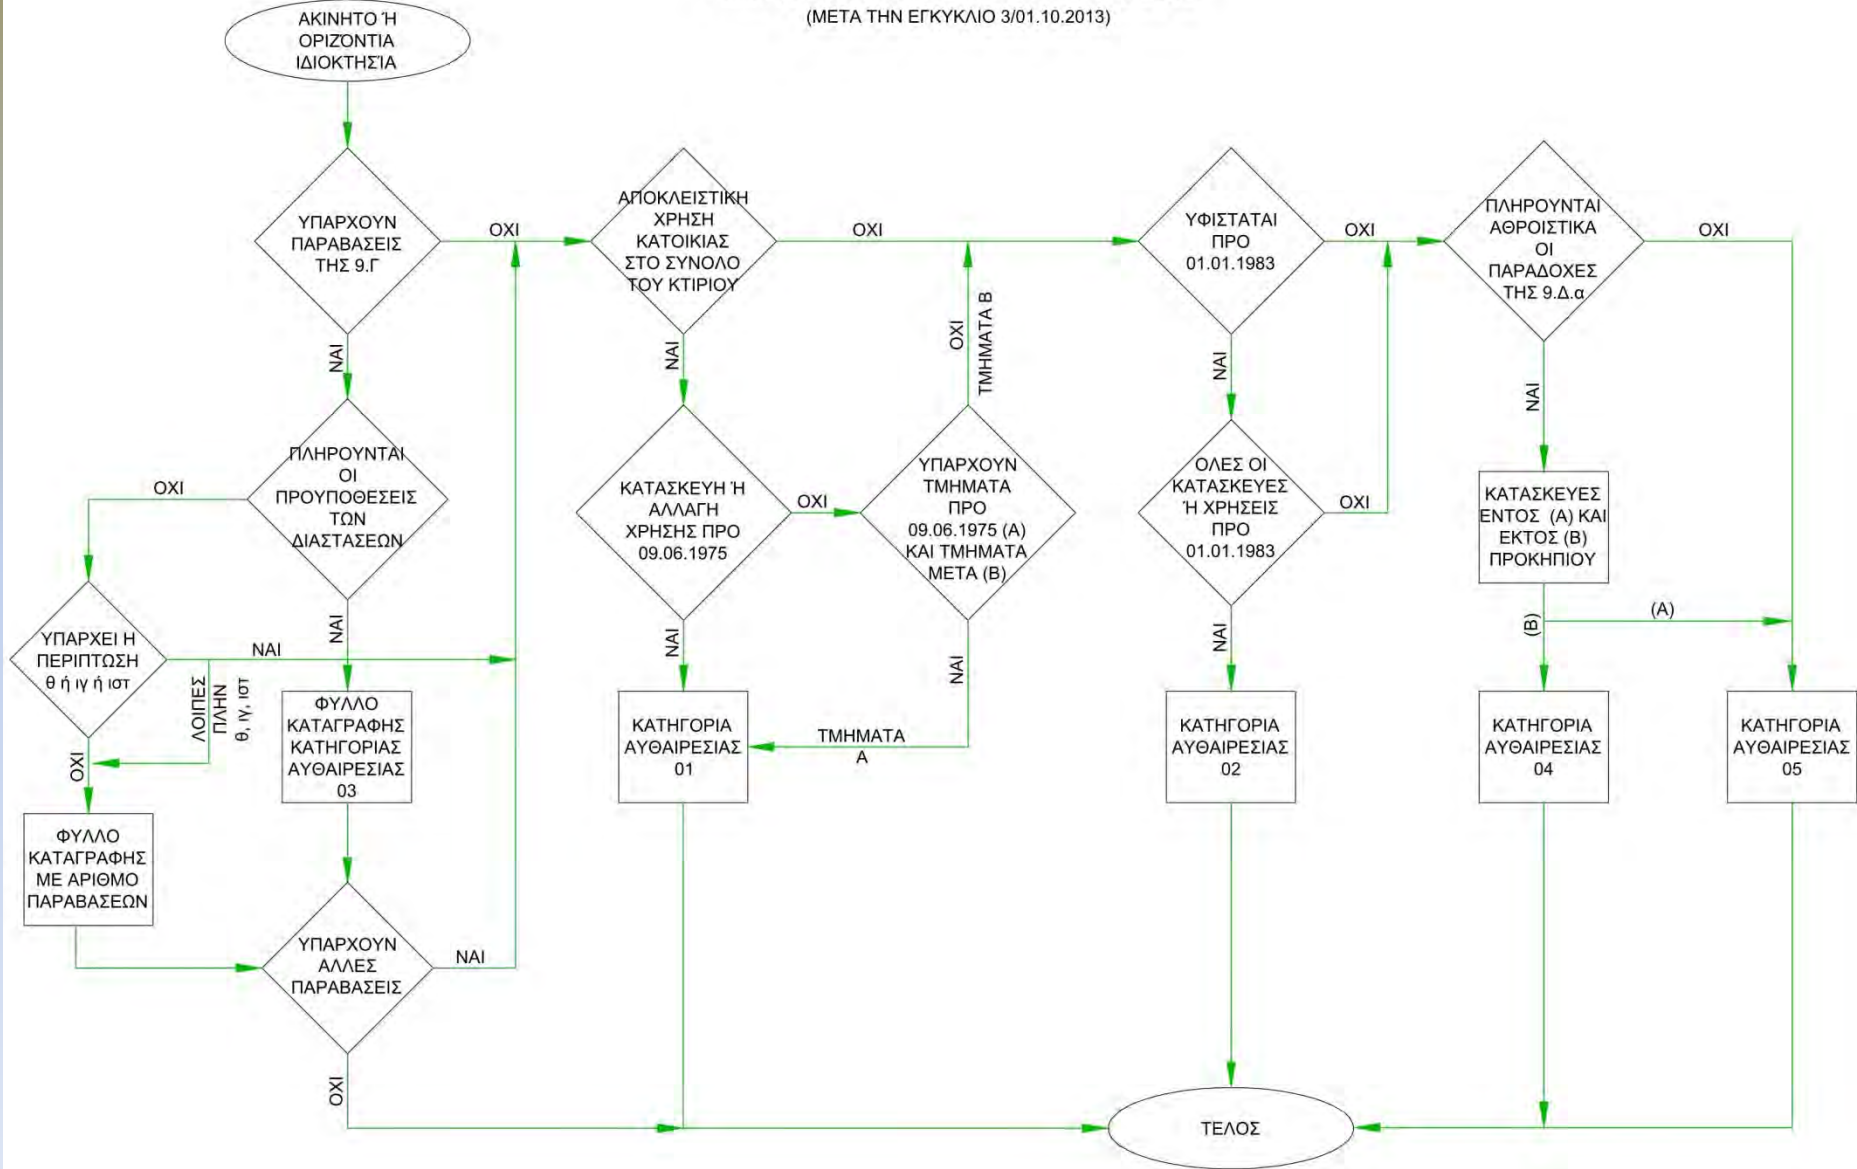 (ΜΕΤΑ ΤΗΝ ΕΓΚΥΚΛΙΟ 3/01.10.2013)
ΑΚΙΝΗΤΟ Ή
ΟΡΙΖΌΝΤΙΑ
ΙΔΙΟΚΤΗΣΊΑ
ΥΠΑΡΧΟΥΝ
ΠΑΡΑΒΑΣΕΙΣ
ΤΗΣ 9.Γ
ΟΧΙ
ΝΑΙ
ΠΛΗΡΟΥΝΤΑΙ
ΟΙ
ΠΡΟΥΠΟΘΕΣΕΙΣ
ΤΩΝ
ΔΙΑΣΤΑΣΕΩΝ
ΟΧΙ
ΝΑΙ
ΥΠΑΡΧΕΙ Η
ΠΕΡΙΠΤΩΣΗ
θ ή ιγ ή ιστ
ΝΑΙ
ΛΟΙΠΕΣ
ΠΛΗΝ
θ, ιγ, ιστ
ΟΧΙ
ΦΥΛΛΟ
ΚΑΤΑΓΡΑΦΗΣ
ΚΑΤΗΓΟΡΙΑΣ
ΑΥΘΑΙΡΕΣΙΑΣ
03
ΦΥΛΛΟ
ΚΑΤΑΓΡΑΦΗΣ
ΜΕ ΑΡΙΘΜΟ
ΠΑΡΑΒΑΣΕΩΝ
ΥΠΑΡΧΟΥΝ
ΑΛΛΕΣ
ΠΑΡΑΒΑΣΕΙΣ
ΝΑΙ
ΟΧΙ
ΑΠΟΚΛΕΙΣΤΙΚΗ
ΧΡΗΣΗ
ΚΑΤΟΙΚΙΑΣ
ΣΤΟ ΣΥΝΟΛΟ
ΤΟΥ ΚΤΙΡΙΟΥ
ΟΧΙ
ΝΑΙ
ΚΑΤΑΣΚΕΥΗ Ή
ΑΛΛΑΓΗ
ΧΡΗΣΗΣ ΠΡΟ
09.06.1975
ΟΧΙ
ΝΑΙ
ΥΠΑΡΧΟΥΝ
ΤΜΗΜΑΤΑ
ΠΡΟ
09.06.1975 (Α)
ΚΑΙ ΤΜΗΜΑΤΑ
ΜΕΤΑ (Β)
ΟΧΙ
ΤΜΗΜΑΤΑ Β
ΝΑΙ
ΤΜΗΜΑΤΑ
Α
ΚΑΤΗΓΟΡΙΑ
ΑΥΘΑΙΡΕΣΙΑΣ
01
ΥΦΙΣΤΑΤΑΙ
ΠΡΟ
01.01.1983
ΟΧΙ
ΝΑΙ
ΟΛΕΣ ΟΙ
ΚΑΤΑΣΚΕΥΕΣ
Ή ΧΡΗΣΕΙΣ
ΠΡΟ
01.01.1983
ΟΧΙ
ΝΑΙ
ΚΑΤΗΓΟΡΙΑ
ΑΥΘΑΙΡΕΣΙΑΣ
02
ΠΛΗΡΟΥΝΤΑΙ
ΑΘΡΟΙΣΤΙΚΑ
ΟΙ
ΠΑΡΑΔΟΧΕΣ
ΤΗΣ 9.Δ.α
ΟΧΙ
ΝΑΙ
ΚΑΤΑΣΚΕΥΕΣ
ΕΝΤΟΣ (Α) ΚΑΙ
ΕΚΤΟΣ (Β)
ΠΡΟΚΗΠΙΟΥ
(Α)
(Β)
ΚΑΤΗΓΟΡΙΑ
ΑΥΘΑΙΡΕΣΙΑΣ
04
ΚΑΤΗΓΟΡΙΑ
ΑΥΘΑΙΡΕΣΙΑΣ
05
ΤΕΛΟΣ